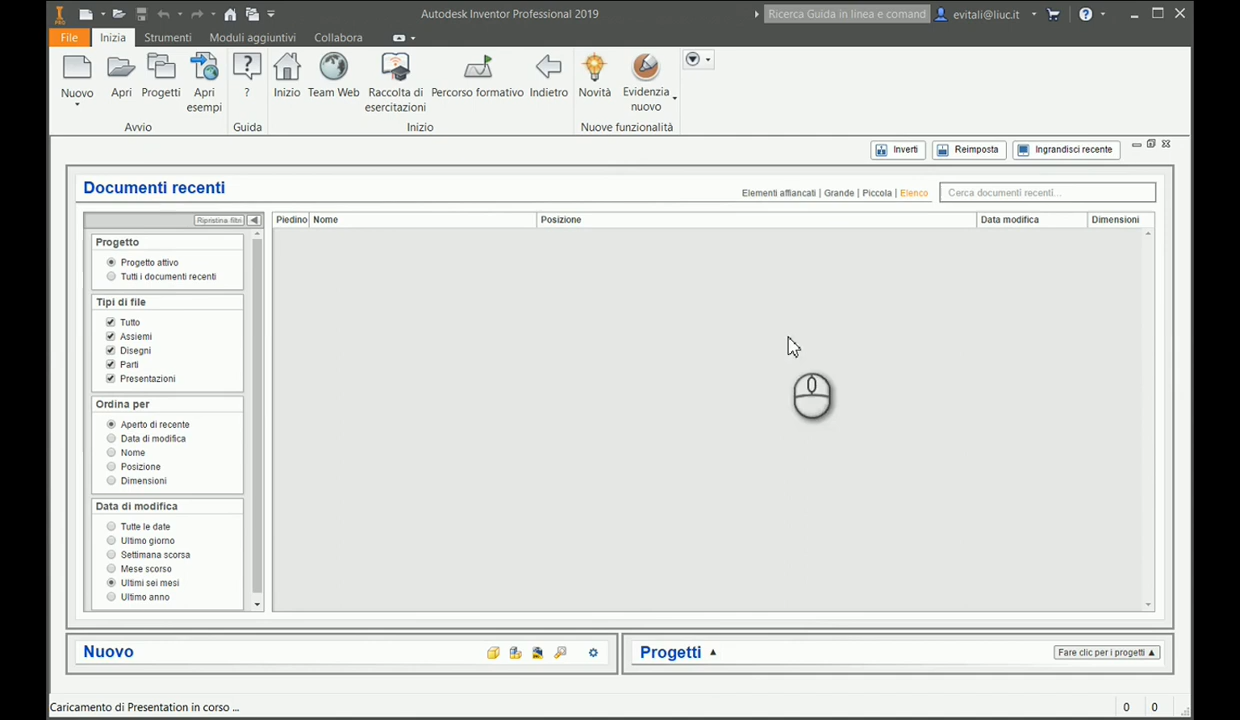 Autodesk Inventor Professional 2019
Ricerca Guida in linea e comand
evitali@liuc.it
File
Inizia
Strumenti
Moduli aggiuntivi
Collabora
Nuovo
Apri
Progetti
Apri esempi
?
Inizio
Team Web
Raccolta di esercitazioni
Percorso formativo
Indietro
Novità
Evidenzia nuovo
Avvio
Guida
Inizio
Nuove funzionalità
Inverti
Reimposta
Ingrandisci recente
Documenti recenti
Elementi affiancati | Grande | Piccola | Elenco
Cerca documenti recenti...
Ripristina filtri
Piedino
Nome
Posizione
Data modifica
Dimensioni
Progetto
Progetto attivo
Tutti i documenti recenti
Tipi di file
Tutto
Assiemi
Disegni
Parti
Presentazioni
Ordina per
Aperto di recente
Data di modifica
Nome
Posizione
Dimensioni
Data di modifica
Tutte le date
Ultimo giorno
Settimana scorsa
Mese scorso
Ultimi sei mesi
Ultimo anno
Nuovo
Progetti
Fare clic per i progetti
Caricamento di Presentation in corso ...
0
0